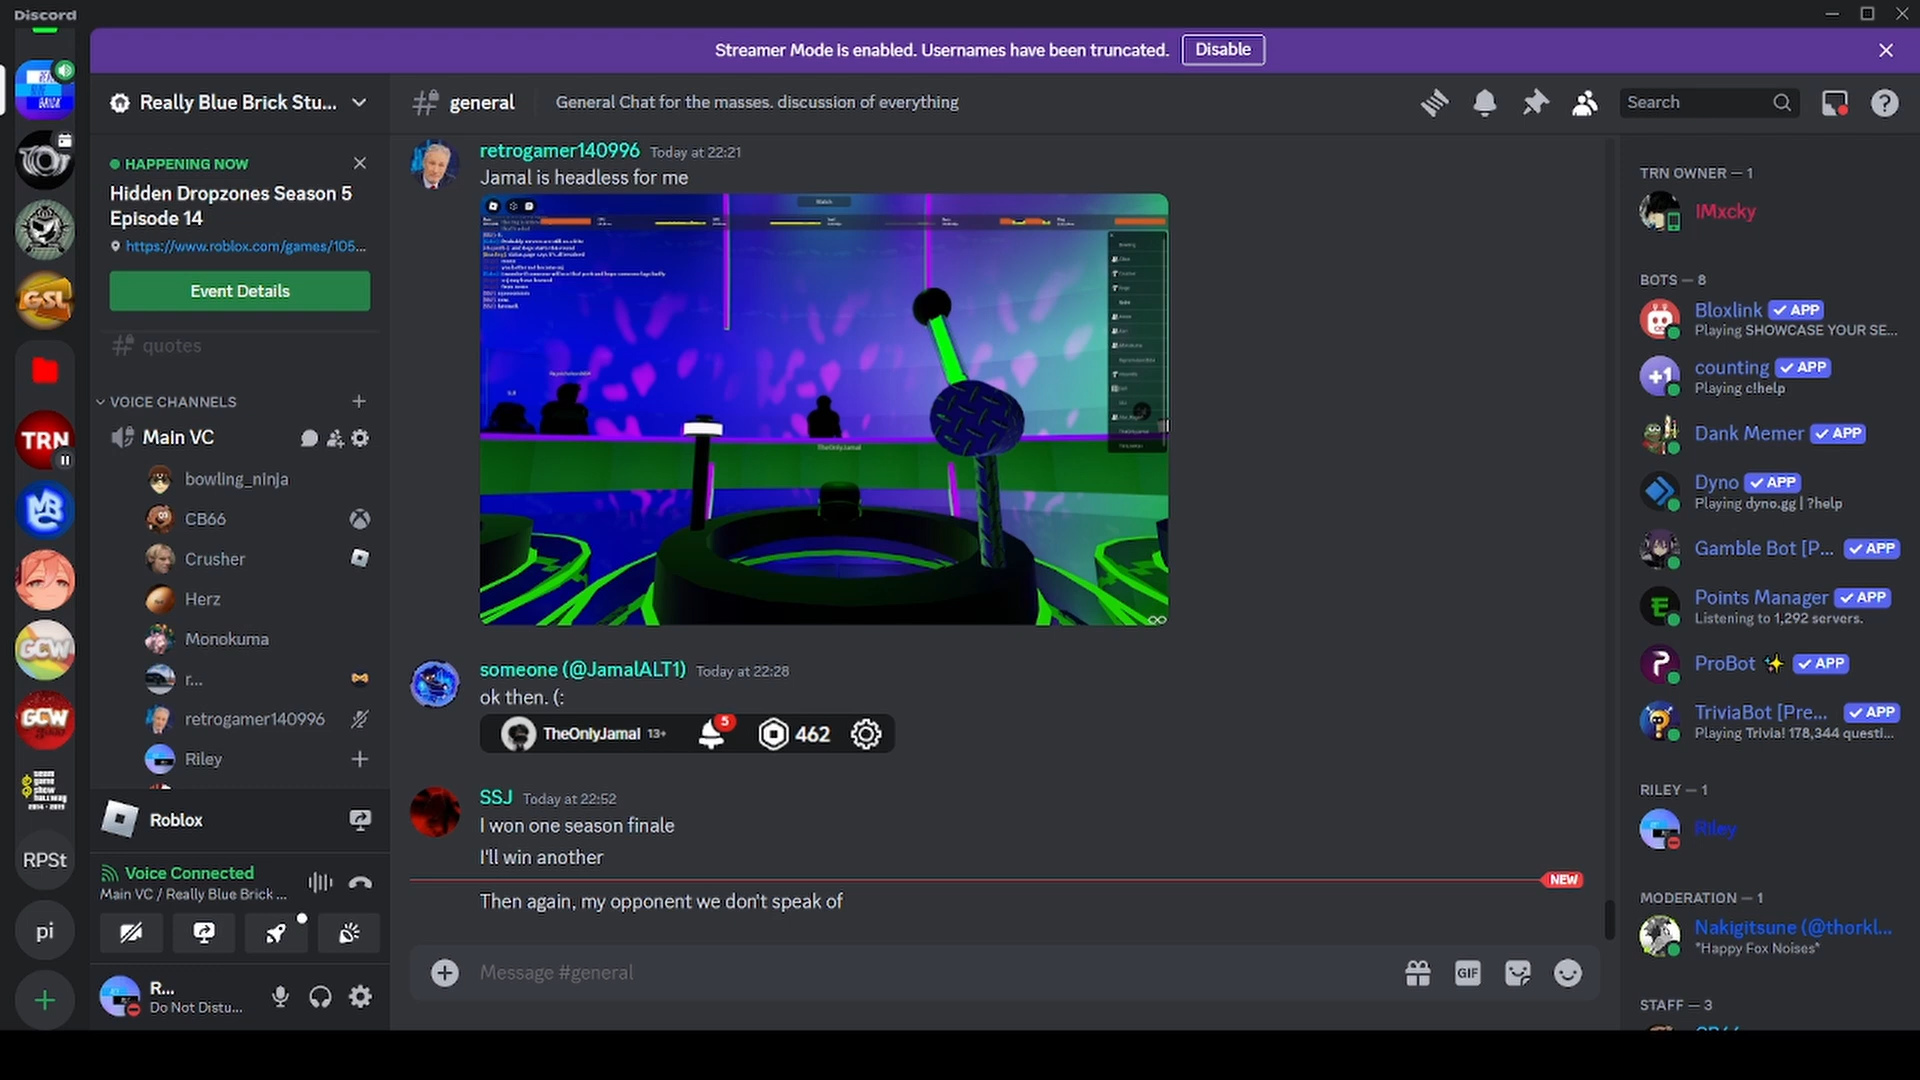 Discord
Streamer Mode is enabled. Usernames have been truncated.
Disable
Really Blue Brick Stu...
general
General Chat for the masses. discussion of everything
Search
HAPPENING NOW
Hidden Dropzones Season 5
Episode 14
https://www.roblox.com/games/105...
Event Details
quotes
VOICE CHANNELS
Main VC
bowling_ninja
CB66
Crusher
Herz
Monokuma
r...
retrogamer140996
Riley
Roblox
Voice Connected
Main VC / Really Blue Brick ...
R...
Do Not Distu...
GSL
TRN
MB
GCW
GCW
RPSt
pi
retrogamer140996 Today at 22:21
Jamal is headless for me
TheOnlyJamal
someone (@JamalALT1) Today at 22:28
ok then. (:
TheOnlyJamal 13+
5
462
SSJ Today at 22:52
I won one season finale
I'll win another
NEW
Then again, my opponent we don't speak of
Message #general
GIF
TRN OWNER — 1
IMxcky
BOTS — 8
Bloxlink APP
Playing SHOWCASE YOUR SE...
counting APP
Playing c!help
Dank Memer APP
Dyno APP
Playing dyno.gg | ?help
Gamble Bot [P... APP
Points Manager APP
Listening to 1,292 servers.
ProBot APP
TriviaBot [Pre... APP
Playing Trivia! 178,344 questi...
RILEY — 1
Riley
MODERATION — 1
Nakigitsune (@thorkl...
*Happy Fox Noises*
STAFF — 3
CB66